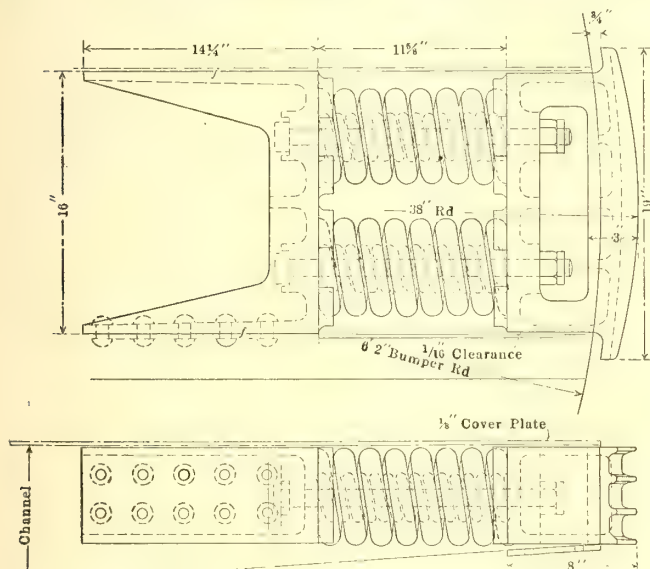 14¼"
11⅝"
¾"
16"
38" Rd
3"
19"
1/16" Clearance
6'2" Bumper Rd
⅛" Cover Plate
Channel
8"